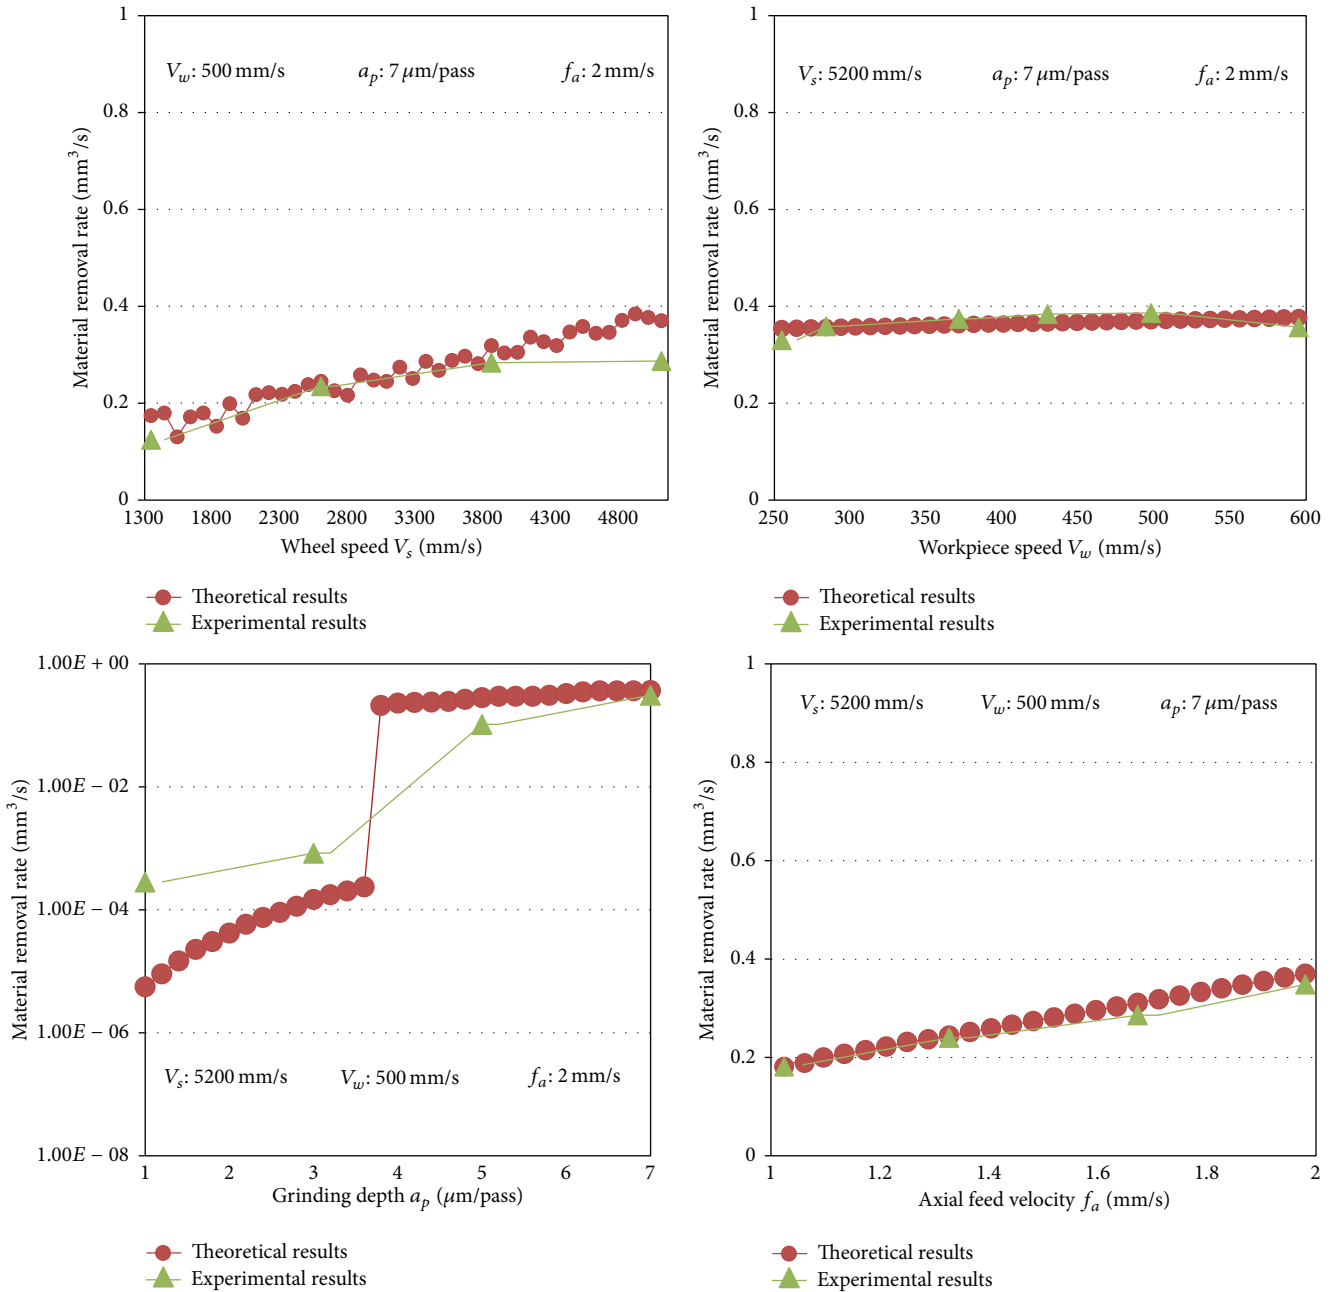 1
V_w: 500 mm/s a_p: 7 μm/pass f_a: 2 mm/s
0.8
0.6
0.4
0.2
0
Material removal rate (mm³/s)
1300 1800 2300 2800 3300 3800 4300 4800
Wheel speed V_s (mm/s)
Theoretical results
Experimental results
1
V_s: 5200 mm/s a_p: 7 μm/pass f_a: 2 mm/s
0.8
0.6
0.4
0.2
0
Material removal rate (mm³/s)
250 300 350 400 450 500 550 600
Workpiece speed V_w (mm/s)
Theoretical results
Experimental results
1.00E + 00
1.00E − 02
1.00E − 04
1.00E − 06
V_s: 5200 mm/s V_w: 500 mm/s f_a: 2 mm/s
1.00E − 08
Material removal rate (mm³/s)
1 2 3 4 5 6 7
Grinding depth a_p (μm/pass)
Theoretical results
Experimental results
1
V_s: 5200 mm/s V_w: 500 mm/s a_p: 7 μm/pass
0.8
0.6
0.4
0.2
0
Material removal rate (mm³/s)
1 1.2 1.4 1.6 1.8 2
Axial feed velocity f_a (mm/s)
Theoretical results
Experimental results